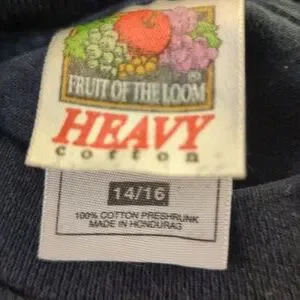 FRUIT OF THE LOOM
HEAVY
cotton
14/16
100% COTTON PRESHRUNK
MADE IN HONDURAS